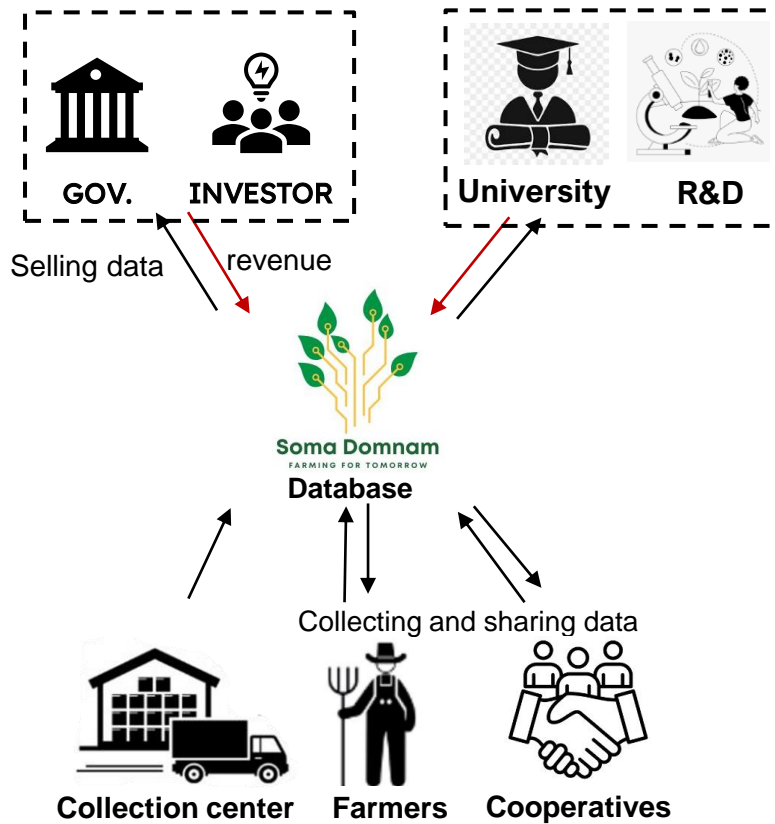 GOV.
INVESTOR
University
R&D
Selling data
revenue
Soma Domnam
FARMING FOR TOMORROW
Database
Collecting and sharing data
Collection center
Farmers
Cooperatives